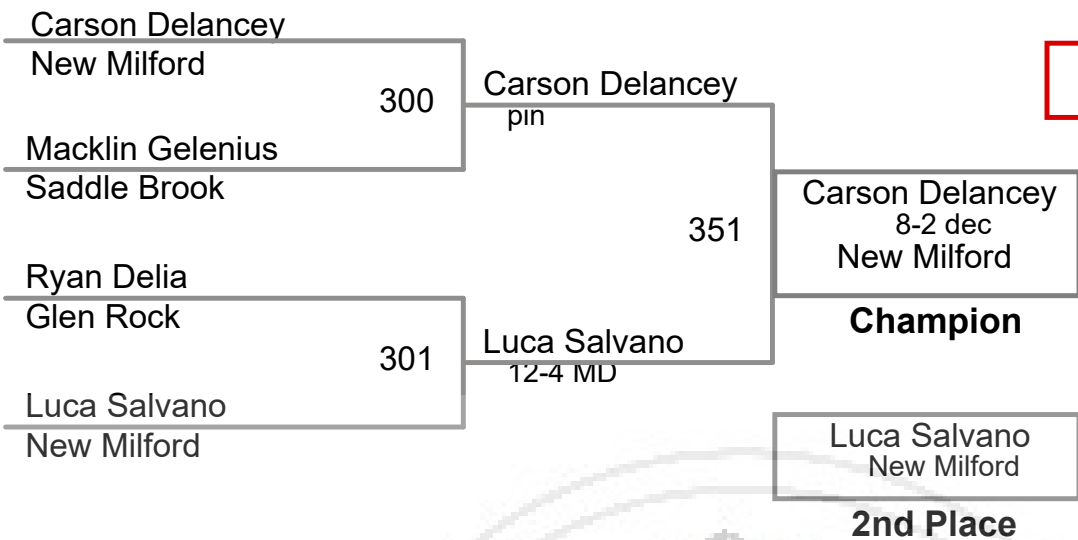 Carson Delancey
New Milford
300
Macklin Gelenius
Saddle Brook
Carson Delancey
pin
Ryan Delia
Glen Rock
301
Luca Salvano
New Milford
Luca Salvano
12-4 MD
351
Carson Delancey
8-2 dec
New Milford
Champion
Luca Salvano
New Milford
2nd Place